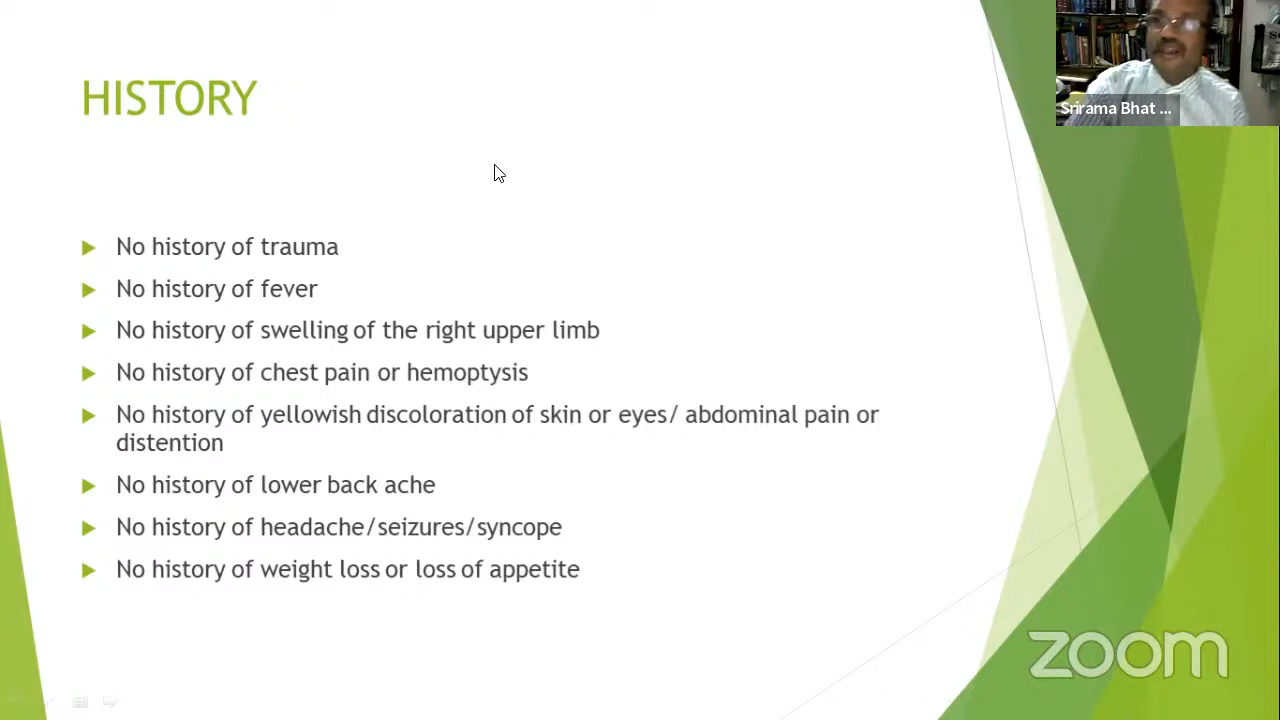 HISTORY
Srirama Bhat ...
No history of trauma
No history of fever
No history of swelling of the right upper limb
No history of chest pain or hemoptysis
No history of yellowish discoloration of skin or eyes/ abdominal pain or
distention
No history of lower back ache
No history of headache/seizures/syncope
No history of weight loss or loss of appetite
zoom